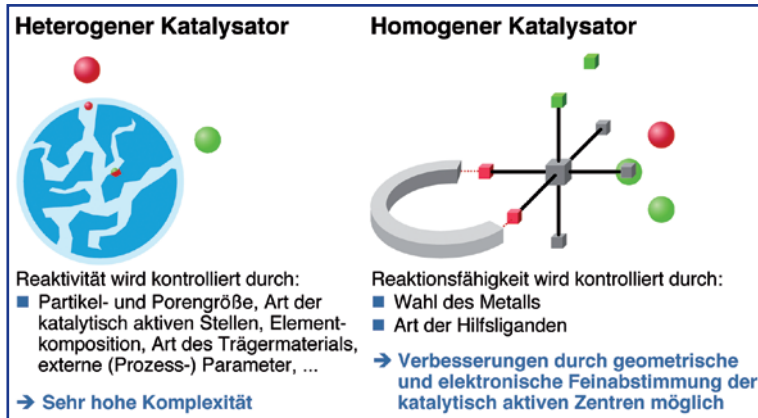 Heterogener Katalysator
Reaktivität wird kontrolliert durch:
■ Partikel- und Porengröße, Art der
katalytisch aktiven Stellen, Element-
komposition, Art des Trägermaterials,
externe (Prozess-) Parameter, ...
→ Sehr hohe Komplexität
Homogener Katalysator
Reaktionsfähigkeit wird kontrolliert durch:
■ Wahl des Metalls
■ Art der Hilfsliganden
→ Verbesserungen durch geometrische
und elektronische Feinabstimmung der
katalytisch aktiven Zentren möglich